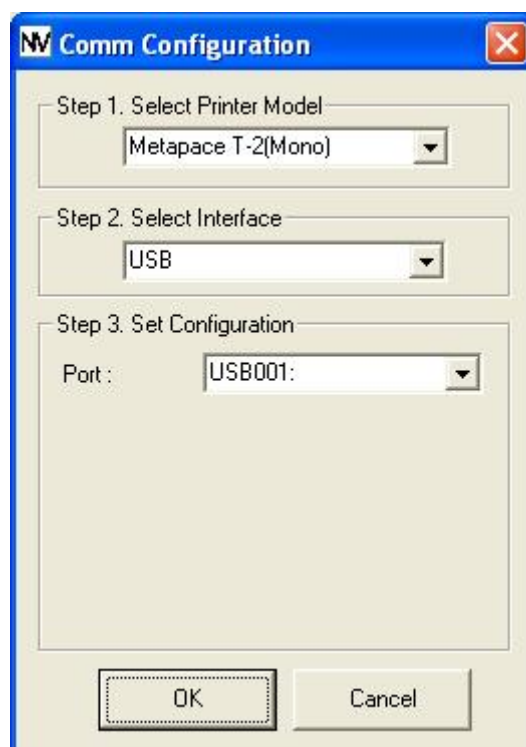 NV Comm Configuration
Step 1. Select Printer Model
Metapace T-2(Mono)
Step 2. Select Interface
USB
Step 3. Set Configuration
Port : USB001:
OK Cancel